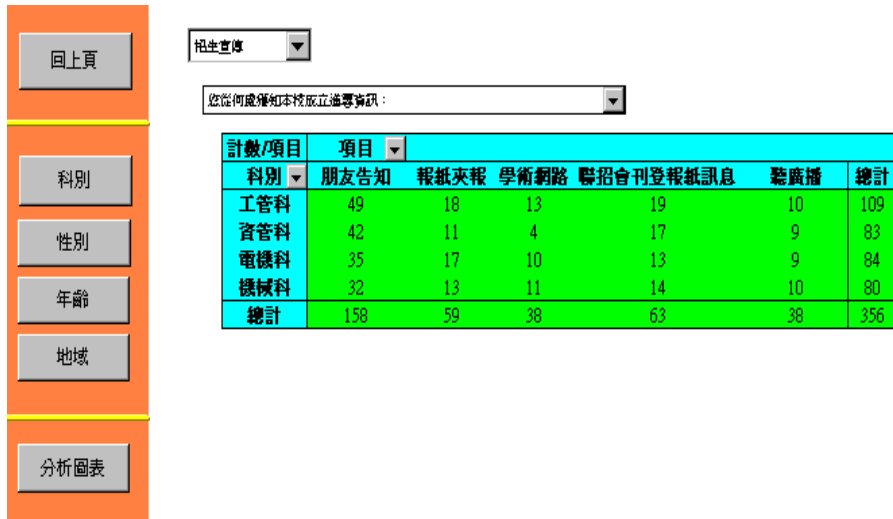 回上頁
科別
性別
年齡
地域
分析圖表
招生宣傳
您從何處獲知本校成立進專資訊：
計數/項目 項目
科別 朋友告知 報紙夾報 學術網路 聯招會刊登報紙訊息 聽廣播 總計
工管科 49 18 13 19 10 109
資管科 42 11 4 17 9 83
電機科 35 17 10 13 9 84
機械科 32 13 11 14 10 80
總計 158 59 38 63 38 356